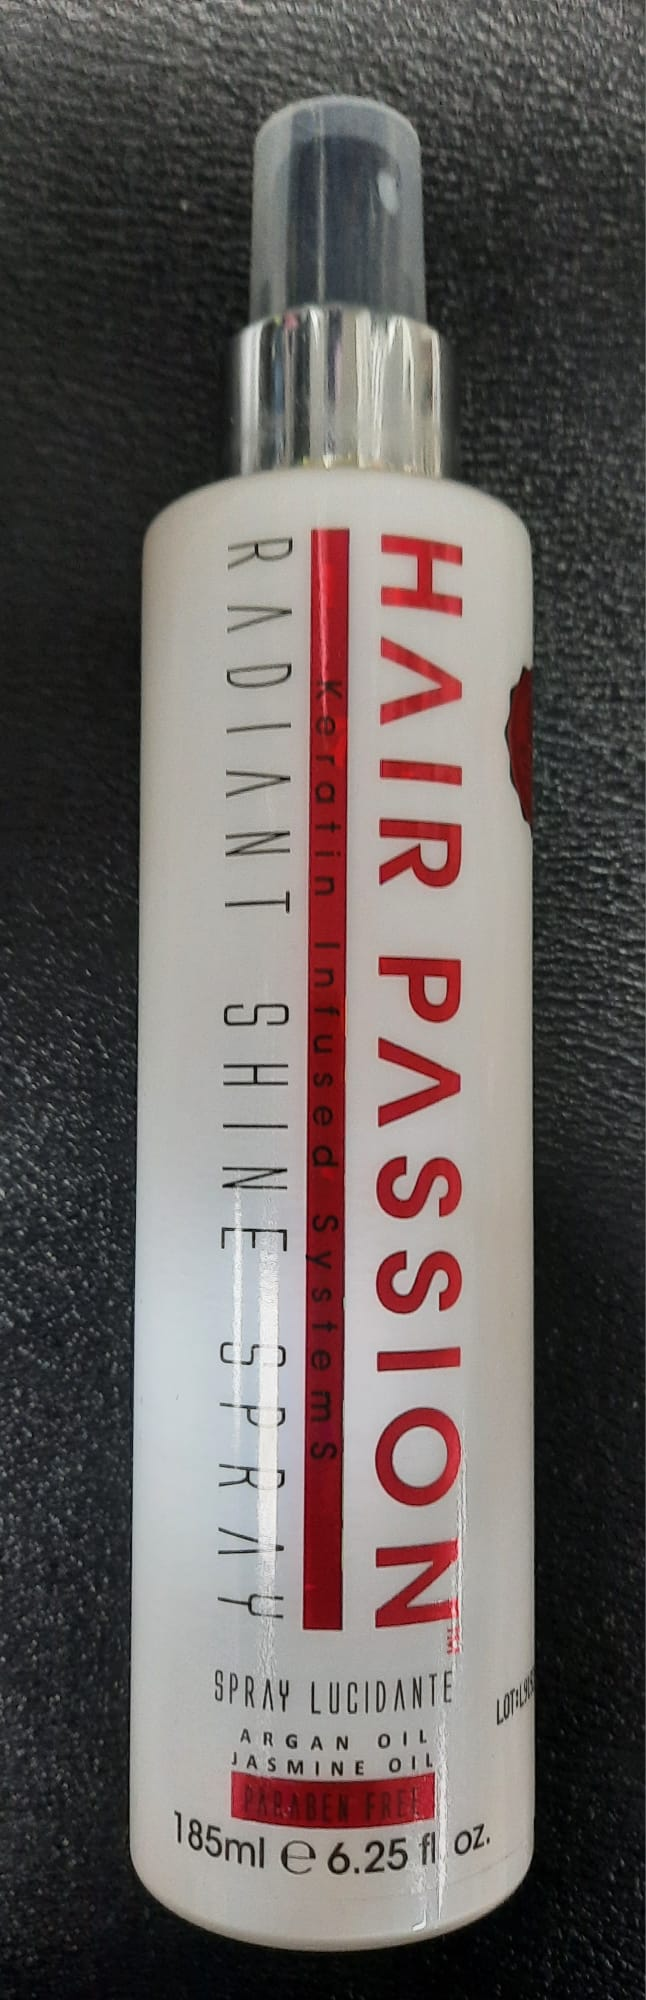 HAIR PASSION™
Keratin Infused SystemS
RADIANT SHINE SPRAY
SPRAY LUCIDANTE
ARGAN OIL
JASMINE OIL
PARABEN FREE
185ml e 6.25 fl. oz.